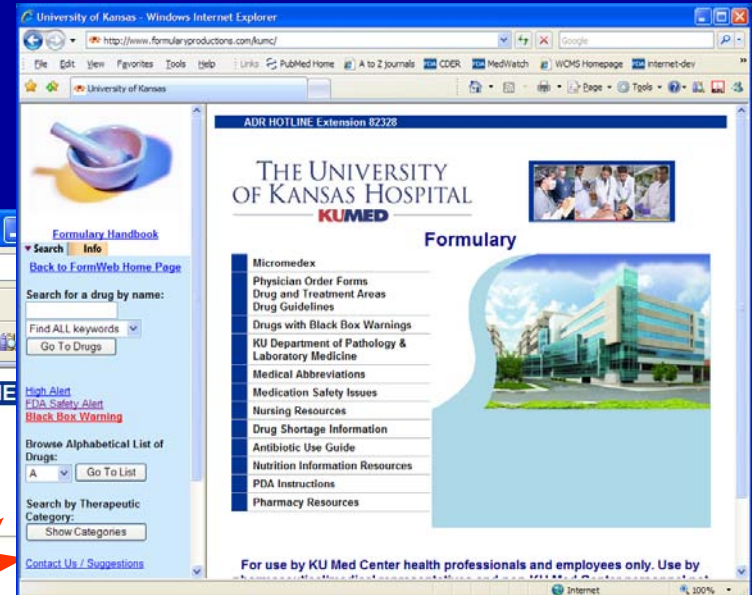 University of Kansas - Windows Internet Explorer
http://www.formularyproductions.com/kumc/
Google
File Edit View Favorites Tools Help Links PubMed Home A to Z journals FDA CDER FDA MedWatch WCMS Homepage FDA internet-dev
University of Kansas
Page Tools
Formulary Handbook
Search Info
Back to FormWeb Home Page
Search for a drug by name:
Find ALL keywords
Go To Drugs
High Alert
FDA Safety Alert
Black Box Warning
Browse Alphabetical List of
Drugs:
A Go To List
Search by Therapeutic
Category:
Show Categories
Contact Us / Suggestions
ADR HOTLINE Extension 82328
THE UNIVERSITY
OF KANSAS HOSPITAL
KUMED
Formulary
Micromedex
Physician Order Forms
Drug and Treatment Areas
Drug Guidelines
Drugs with Black Box Warnings
KU Department of Pathology &
Laboratory Medicine
Medical Abbreviations
Medication Safety Issues
Nursing Resources
Drug Shortage Information
Antibiotic Use Guide
Nutrition Information Resources
PDA Instructions
Pharmacy Resources
For use by KU Med Center health professionals and employees only. Use by
Internet 100%